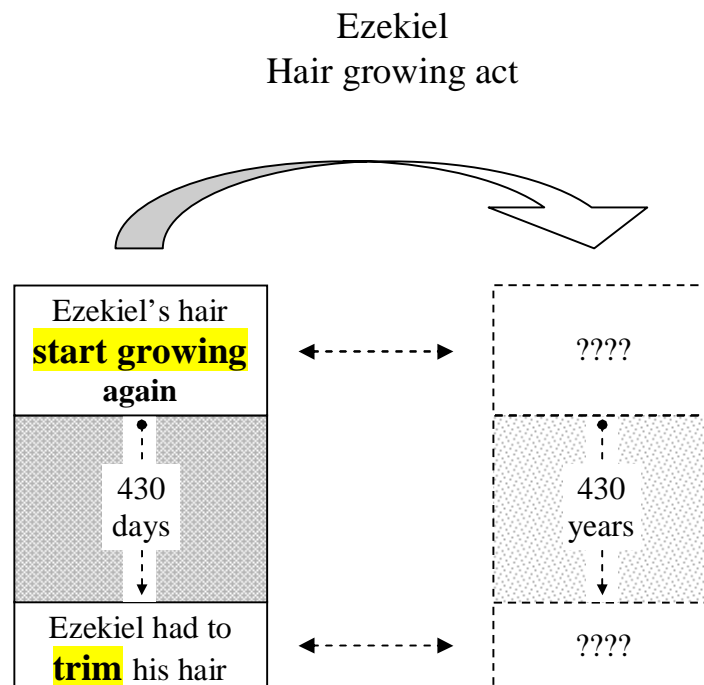 Ezekiel
Hair growing act
Ezekiel’s hair
start growing
again
????
430
days
430
years
Ezekiel had to
trim his hair
????